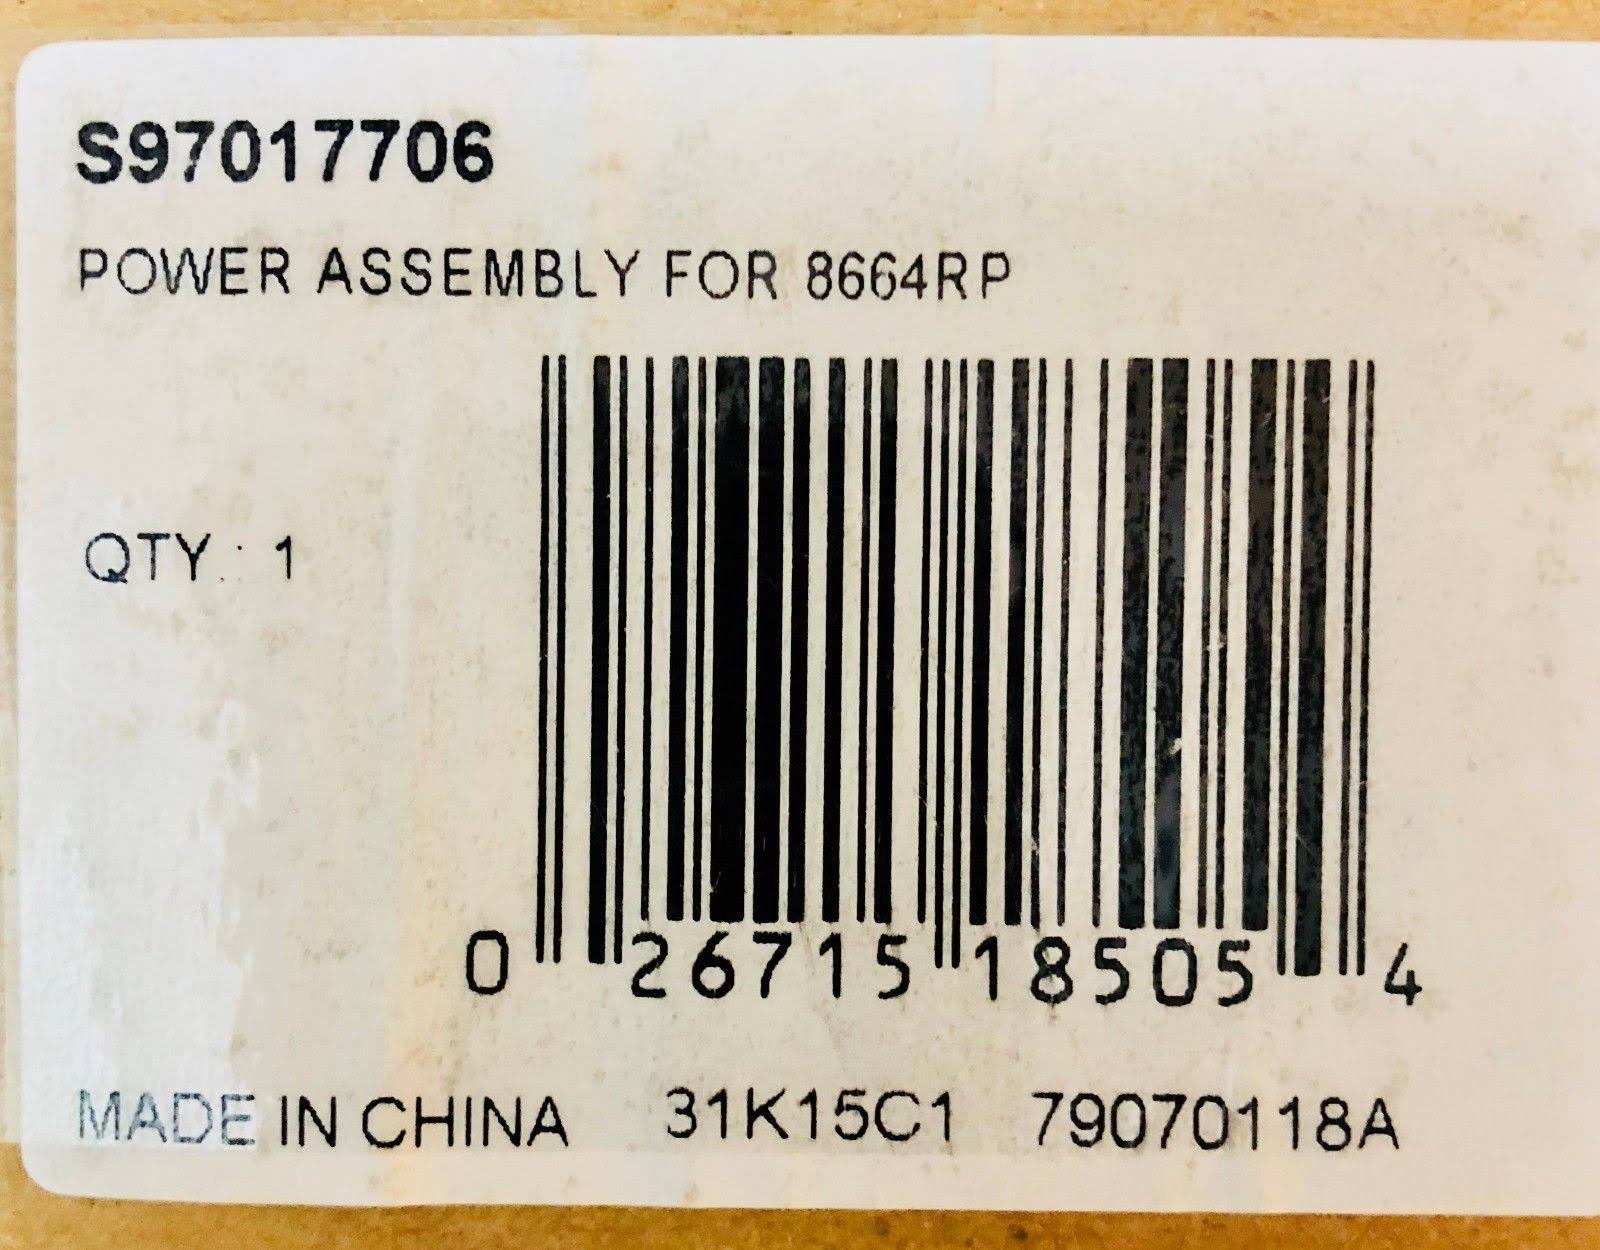 S97017706
POWER ASSEMBLY FOR 8664RP
QTY.: 1
0 26715 18505 4
MADE IN CHINA 31K15C1 79070118A